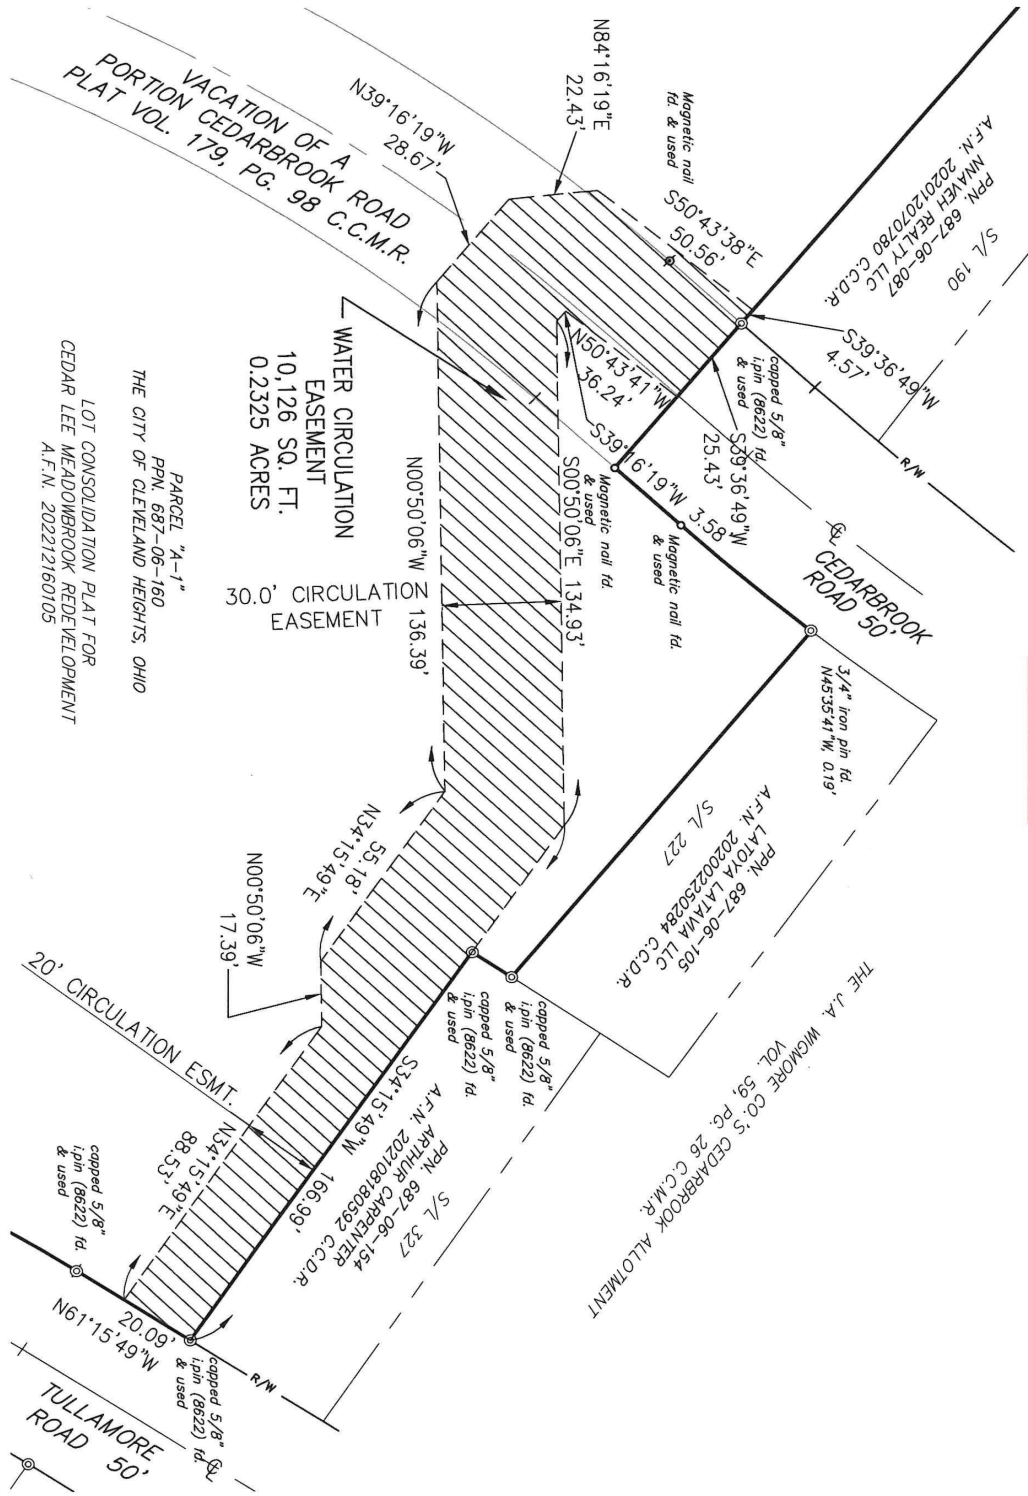 N84°16'19"E
22.43'
N39°16'19"W
28.67'
VACATION OF A
PORTION CEDARBROOK ROAD
PLAT VOL. 179, PG. 98 C.C.M.R.
Magnetic nail
fd. & used
S50°43'38"E
50.56'
PPN. 687-06-087
NNAVEH REALTY LLC
A.F.N. 202012070780 C.C.D.R.
S/L 190
S39°36'49"W
4.57'
capped 5/8"
i.pin (8622) fd.
& used
S39°36'49"W
25.43'
R/W
N50°43'41"W
36.24'
S39°16'19"W 3.58'
Magnetic nail fd.
& used
Magnetic nail fd.
& used
℄
CEDARBROOK
ROAD 50'
3/4" iron pin fd.
N45°35'41"W, 0.19'
WATER CIRCULATION
EASEMENT
10,126 SQ. FT.
0.2325 ACRES
N00°50'06"W 136.39'
S00°50'06"E 134.93'
30.0' CIRCULATION
EASEMENT
PARCEL "A-1"
PPN. 687-06-160
THE CITY OF CLEVELAND HEIGHTS, OHIO
LOT CONSOLIDATION PLAT FOR
CEDAR LEE MEADOWBROOK REDEVELOPMENT
A.F.N. 202212160105
S/L 227
PPN. 687-06-105
LATOYA LATAVIA LLC
A.F.N. 202002250284 C.C.D.R.
N34°15'49"E
55.18'
N00°50'06"W
17.39'
20' CIRCULATION ESMT.
capped 5/8"
i.pin (8622) fd.
& used
capped 5/8"
i.pin (8622) fd.
& used
THE J.A. WIGMORE CO.'S CEDARBROOK ALLOTMENT
VOL. 59, PG. 26 C.C.M.R.
S34°15'49"W 166.99'
S/L 327
PPN. 687-06-154
ARTHUR CARPENTER
A.F.N. 202108180592 C.C.D.R.
N34°15'49"E
88.53'
capped 5/8"
i.pin (8622) fd.
& used
20.09'
N61°15'49"W
capped 5/8"
i.pin (8622) fd.
& used
R/W
℄
TULLAMORE
ROAD 50'